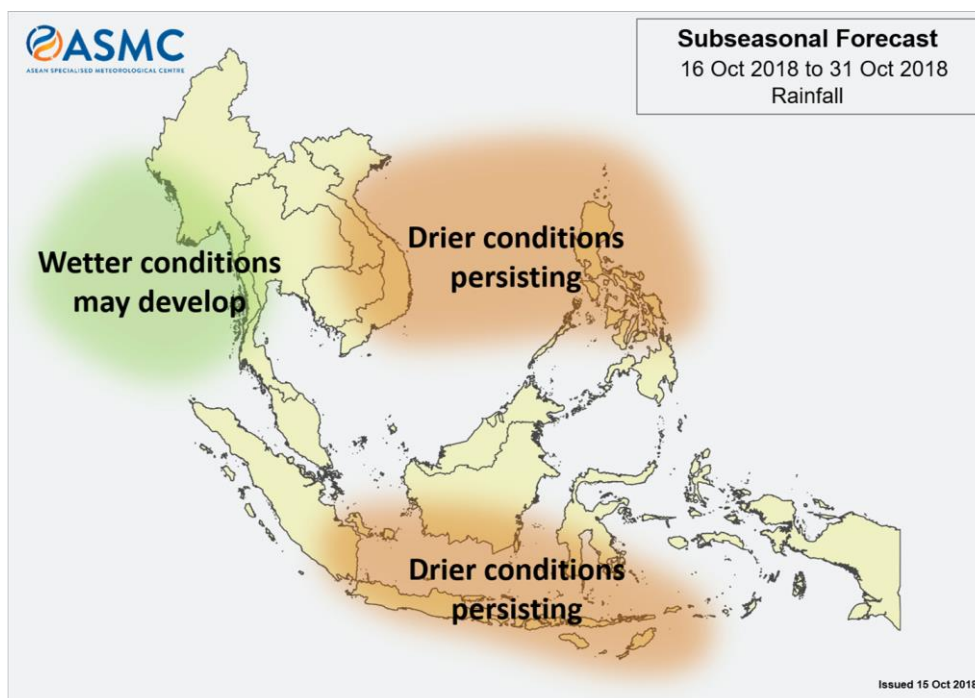 ASMC
ASEAN SPECIALISED METEOROLOGICAL CENTRE
Subseasonal Forecast
16 Oct 2018 to 31 Oct 2018
Rainfall
Wetter conditions
may develop
Drier conditions
persisting
Drier conditions
persisting
Issued 15 Oct 2018